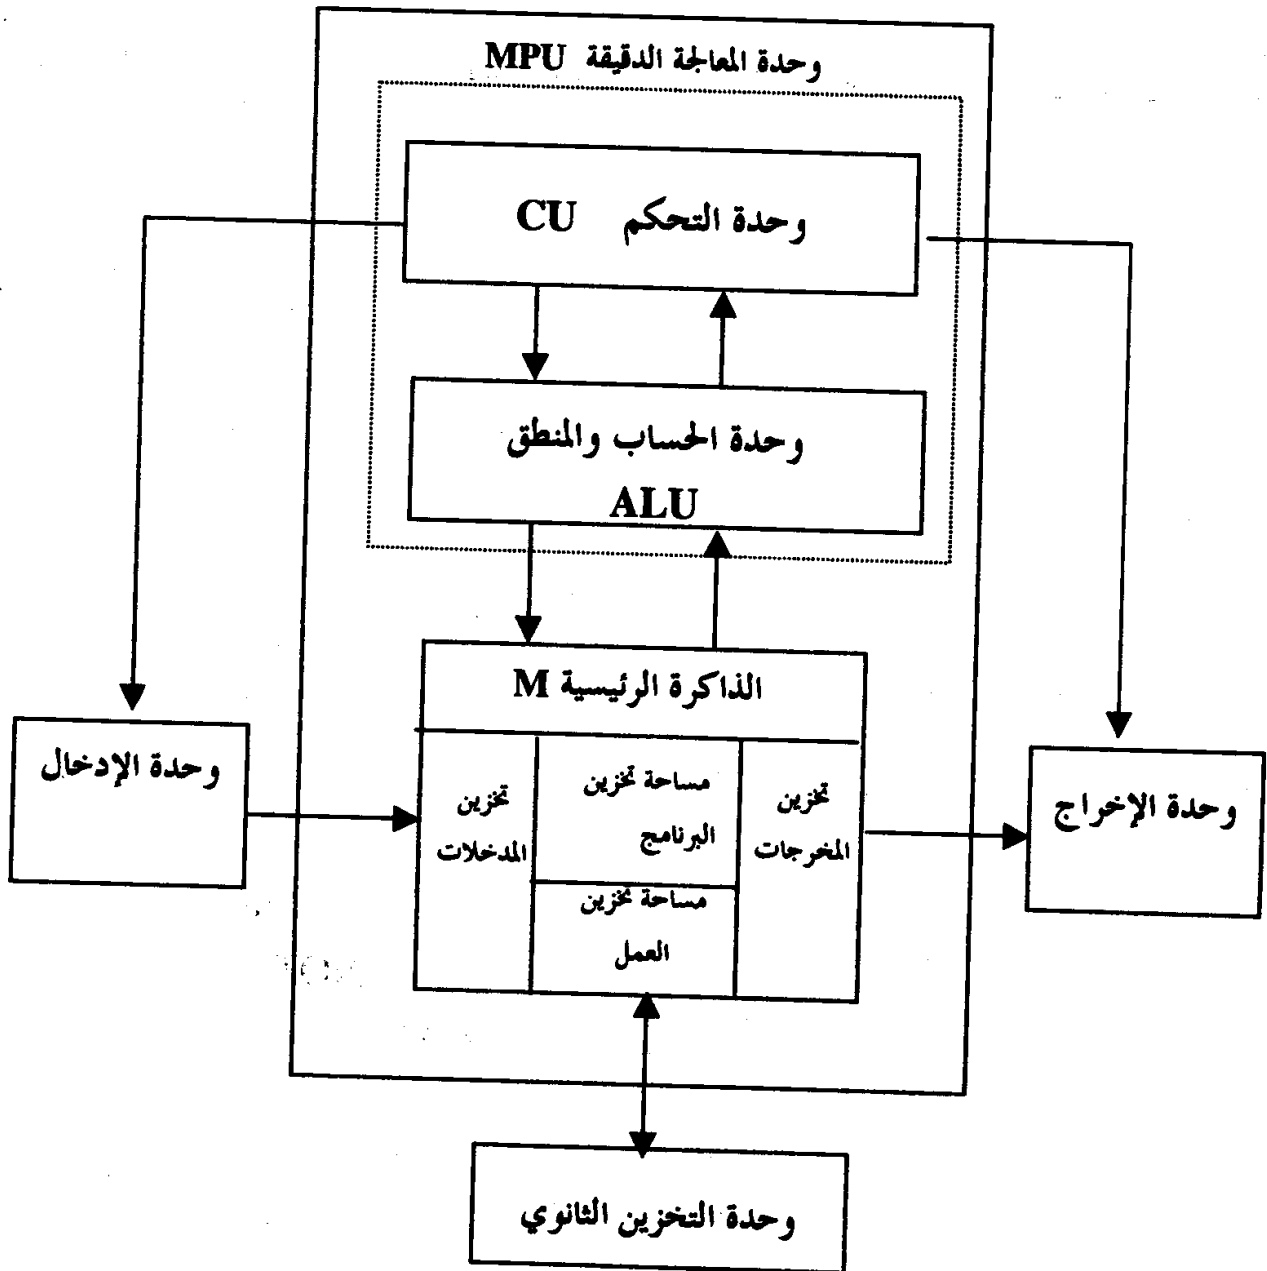 وحدة المعالجة الدقيقة MPU
وحدة التحكم CU
وحدة الحساب والمنطق
ALU
الذاكرة الرئيسية M
وحدة الإدخال
تخزين
المدخلات
مساحة تخزين
البرنامج
مساحة تخزين
العمل
تخزين
المخرجات
وحدة الإخراج
وحدة التخزين الثانوي